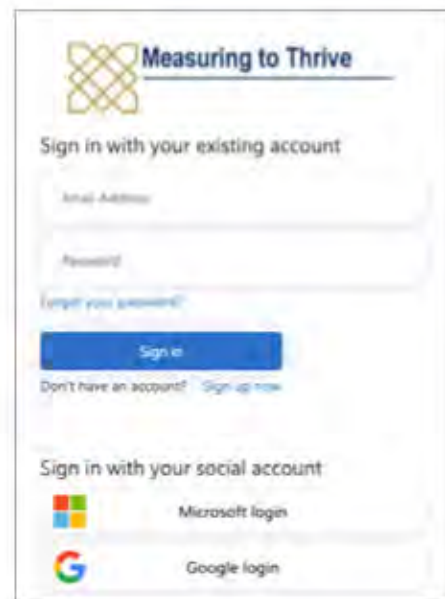 Measuring to Thrive
Sign in with your existing account
Email Address
Password
Forgot your password?
Sign in
Don't have an account? Sign up now
Sign in with your social account
Microsoft login
Google login